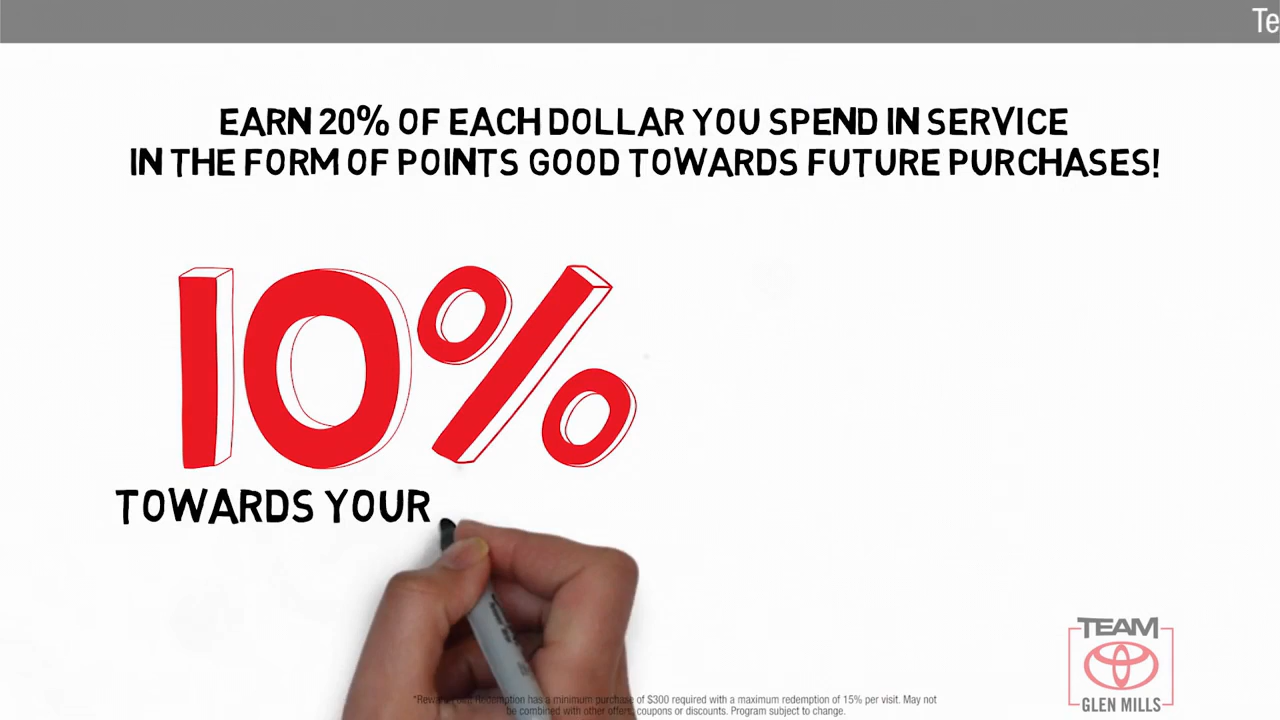 Te
EARN 20% OF EACH DOLLAR YOU SPEND IN SERVICE
IN THE FORM OF POINTS GOOD TOWARDS FUTURE PURCHASES!
10%
TOWARDS YOUR
TEAM
GLEN MILLS
Redemption has a minimum purchase of $300 required with a maximum redemption of 15% per visit. May not
be combined with other offers, coupons or discounts. Program subject to change.